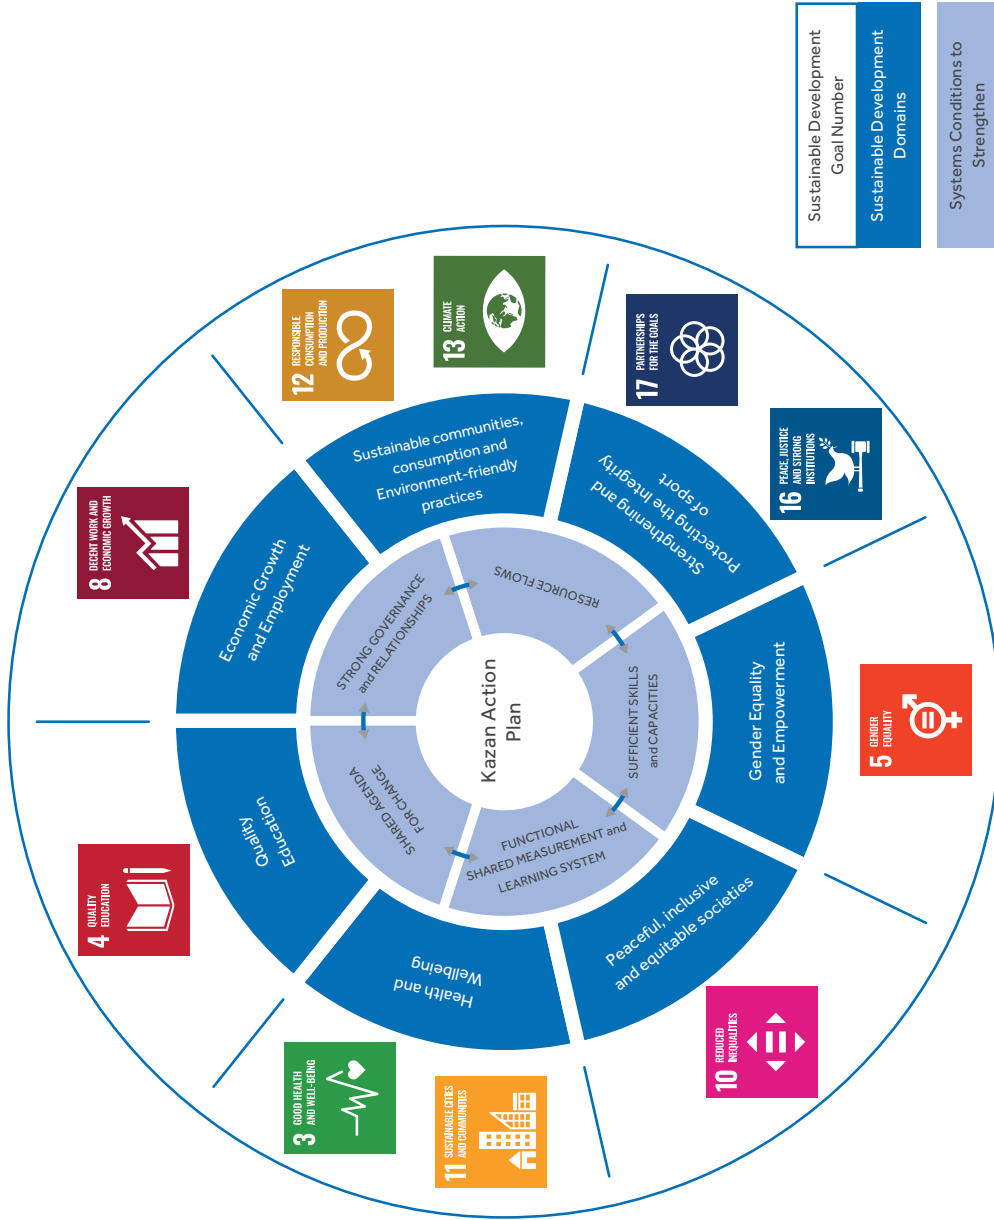 Sustainable Development
Goal Number
Sustainable Development
Domains
Systems Conditions to
Strengthen
Kazan Action
Plan
SHARED AGENDA
FOR CHANGE
STRONG GOVERNANCE
and RELATIONSHIPS
RESOURCE FLOWS
SUFFICIENT SKILLS
and CAPACITIES
FUNCTIONAL
SHARED MEASUREMENT and
LEARNING SYSTEM
Quality
Education
Economic Growth
and Employment
Sustainable communities,
consumption and
Environment-friendly
practices
Strengthening and
Protecting the Integrity
of sport
Gender Equality
and Empowerment
Peaceful, inclusive
and equitable societies
Health and
Wellbeing
4 QUALITY
EDUCATION
8 DECENT WORK AND
ECONOMIC GROWTH
12 RESPONSIBLE
CONSUMPTION
AND PRODUCTION
13 CLIMATE
ACTION
17 PARTNERSHIPS
FOR THE GOALS
16 PEACE, JUSTICE
AND STRONG
INSTITUTIONS
5 GENDER
EQUALITY
10 REDUCED
INEQUALITIES
11 SUSTAINABLE CITIES
AND COMMUNITIES
3 GOOD HEALTH
AND WELL-BEING